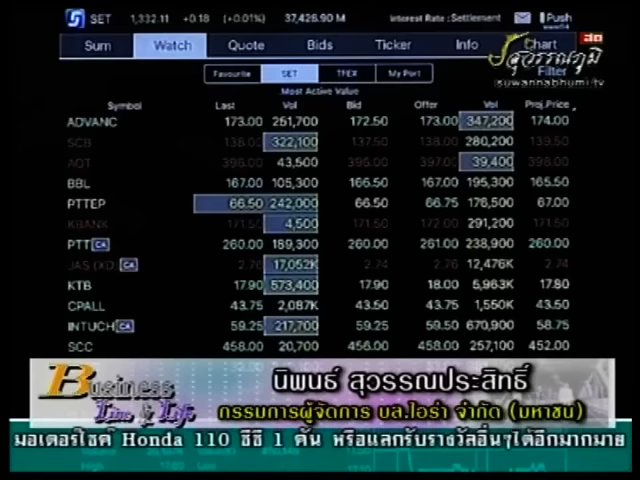 SET 1,332.11 +0.18 (+0.01%) 37,426.90 M Interest Rate : Settlement Push
Sum Watch Quote Bids Ticker Info Chart
สด
สุวรรณภูมิ
suwannabhumi.tv
Favourite SET TFEX My Port Filter
Most Active Value
Symbol Last Vol Bid Offer Vol Proj.Price
ADVANC 173.00 251,700 172.50 173.00 347,200 174.00
SCB 138.00 322,100 137.50 138.00 280,200 139.50
AOT 396.00 43,500 396.00 397.00 39,400 398.00
BBL 167.00 105,300 166.50 167.00 195,300 165.50
PTTEP 66.50 242,000 66.50 66.75 176,500 67.00
KBANK 171.50 4,500 171.50 172.00 291,200 171.50
PTT CA 260.00 189,300 260.00 261.00 238,900 260.00
JAS (XD) CA 2.76 17,052K 2.74 2.76 12,476K 2.74
KTB 17.90 573,400 17.90 18.00 5,963K 17.80
CPALL 43.75 2,087K 43.50 43.75 1,550K 43.50
INTUCH CA 59.25 217,700 59.25 59.50 670,900 58.75
SCC 458.00 20,700 456.00 458.00 257,100 452.00
Business Line & Life
นิพนธ์ สุวรรณประสิทธิ์
กรรมการผู้จัดการ บล.ไอร่า จำกัด (มหาชน)
มอเตอร์ไซค์ Honda 110 ซีซี 1 คัน หรือแลกรับรางวัลอื่นๆได้อีกมากมาย